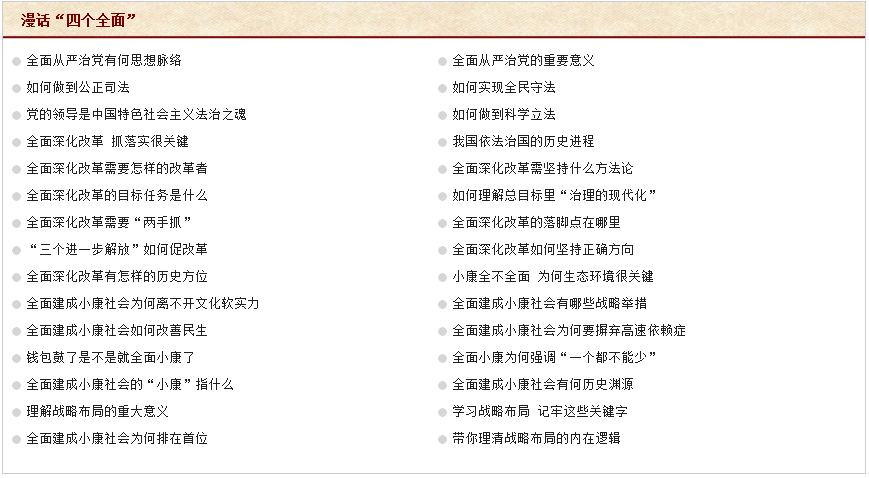 漫话“四个全面”
全面从严治党有何思想脉络
全面从严治党的重要意义
如何做到公正司法
如何实现全民守法
党的领导是中国特色社会主义法治之魂
如何做到科学立法
全面深化改革 抓落实很关键
我国依法治国的历史进程
全面深化改革需要怎样的改革者
全面深化改革需坚持什么方法论
全面深化改革的目标任务是什么
如何理解总目标里“治理的现代化”
全面深化改革需要“两手抓”
全面深化改革的落脚点在哪里
“三个进一步解放”如何促改革
全面深化改革如何坚持正确方向
全面深化改革有怎样的历史方位
小康全不全面 为何生态环境很关键
全面建成小康社会为何离不开文化软实力
全面建成小康社会有哪些战略举措
全面建成小康社会如何改善民生
全面建成小康社会为何要摒弃高速依赖症
钱包鼓了是不是就全面小康了
全面小康为何强调“一个都不能少”
全面建成小康社会的“小康”指什么
全面建成小康社会有何历史渊源
理解战略布局的重大意义
学习战略布局 记牢这些关键字
全面建成小康社会为何排在首位
带你理清战略布局的内在逻辑